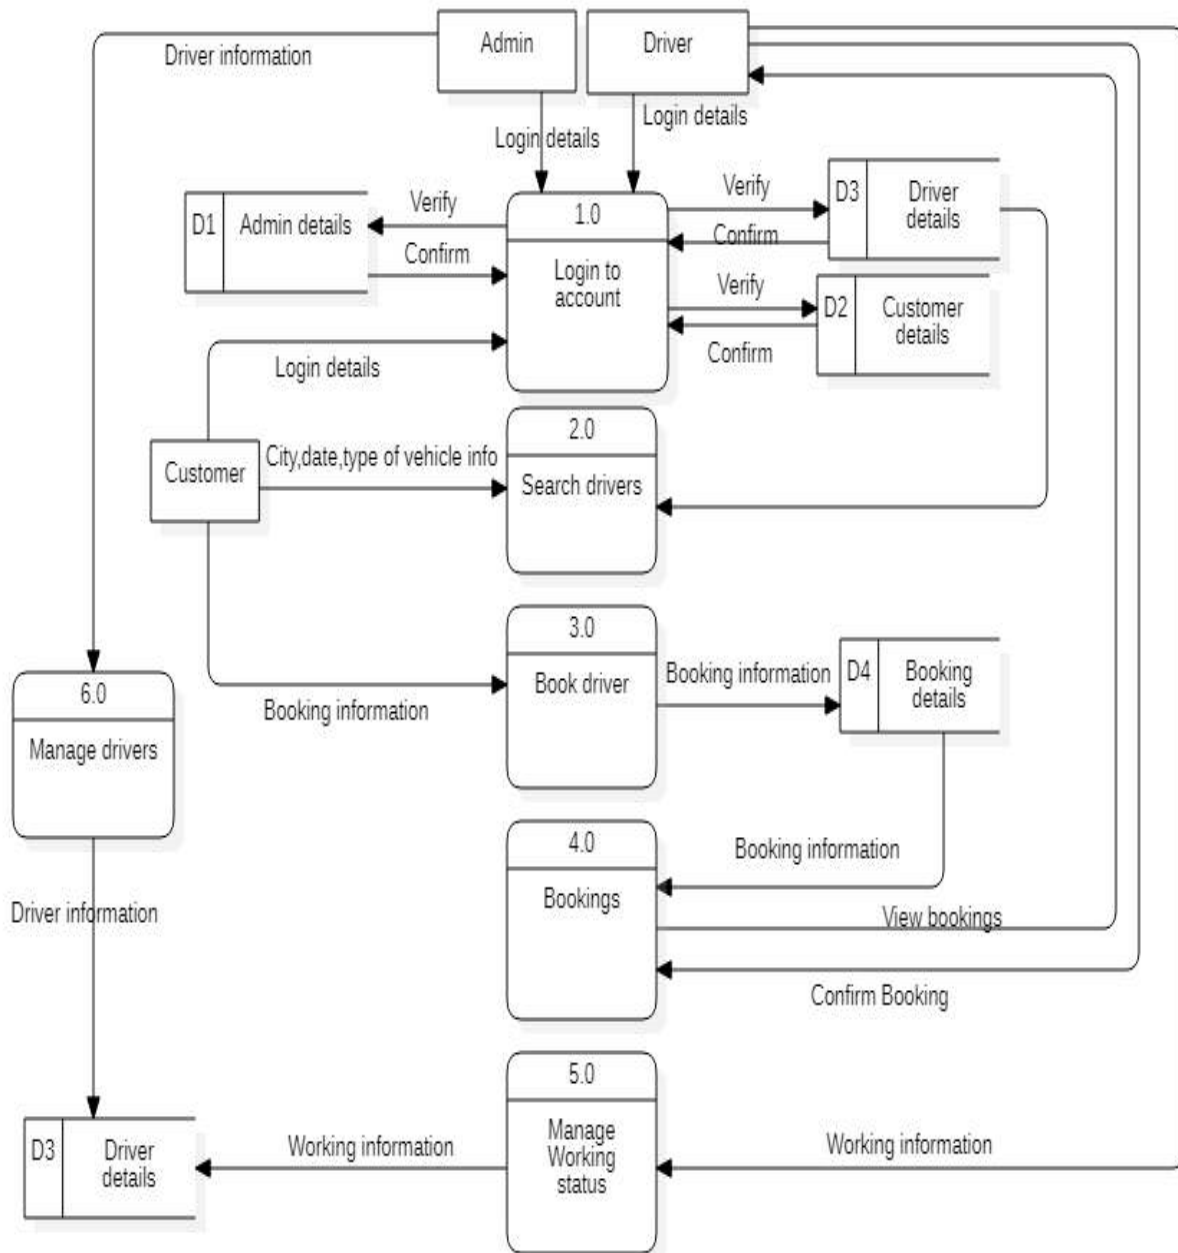 Admin
Driver
Driver information
Login details
Login details
D1
Admin details
Verify
Confirm
1.0
Login to
account
Verify
Confirm
D3
Driver
details
Verify
Confirm
D2
Customer
details
Login details
Customer
City,date,type of vehicle info
2.0
Search drivers
3.0
Book driver
Booking information
Booking information
D4
Booking
details
6.0
Manage drivers
4.0
Bookings
Booking information
View bookings
Confirm Booking
Driver information
5.0
Manage
Working
status
Working information
Working information
D3
Driver
details